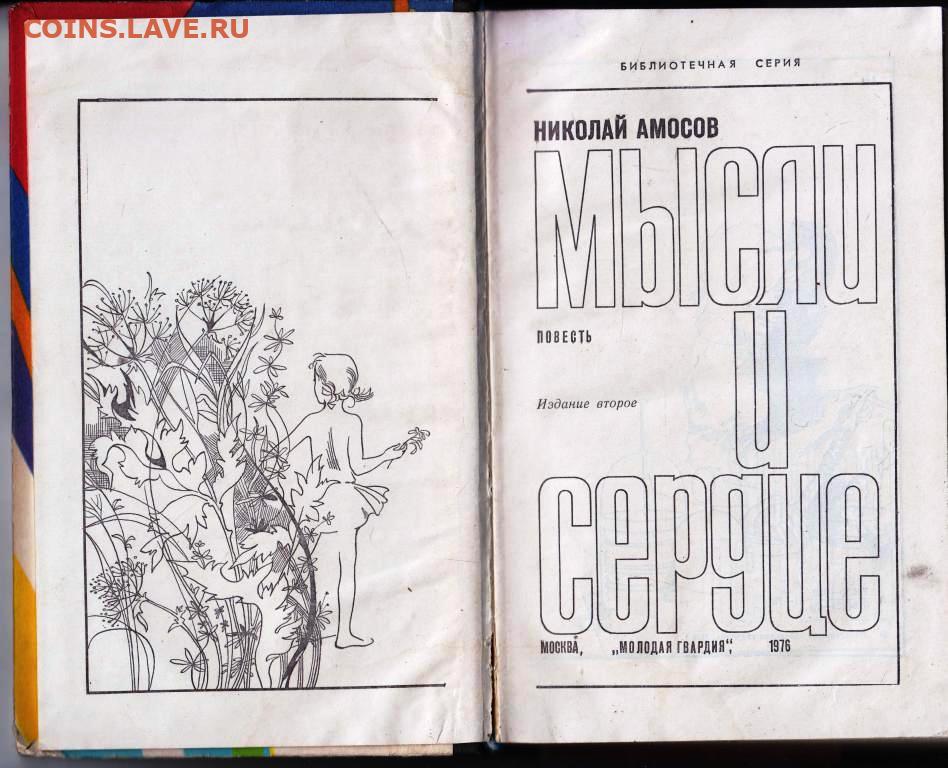 COINS.LAVE.RU
БИБЛИОТЕЧНАЯ СЕРИЯ
НИКОЛАЙ АМОСОВ
МЫСЛИ
И
сердце
ПОВЕСТЬ
Издание второе
МОСКВА, „МОЛОДАЯ ГВАРДИЯ“, 1976